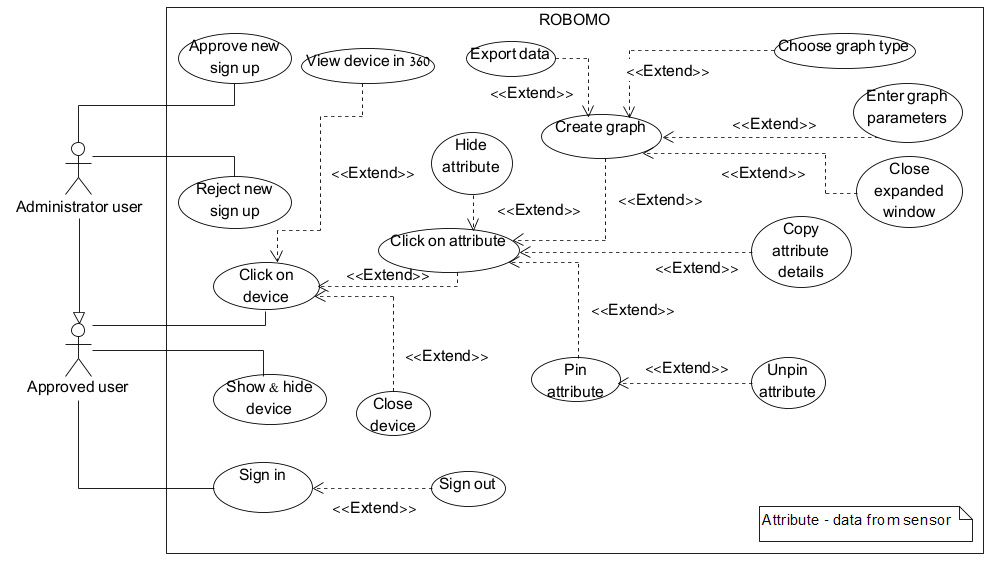 ROBOMO
Approve new
sign up
View device in 360
Export data
Choose graph type
<<Extend>>
<<Extend>>
Enter graph
parameters
Create graph
<<Extend>>
Hide
attribute
<<Extend>>
<<Extend>>
Close
expanded
window
Administrator user
Reject new
sign up
<<Extend>>
<<Extend>>
Click on attribute
Copy
attribute
details
Click on
device
<<Extend>>
<<Extend>>
<<Extend>>
<<Extend>>
Approved user
Show & hide
device
Close
device
Pin
attribute
<<Extend>>
Unpin
attribute
Sign in
Sign out
<<Extend>>
Attribute - data from sensor